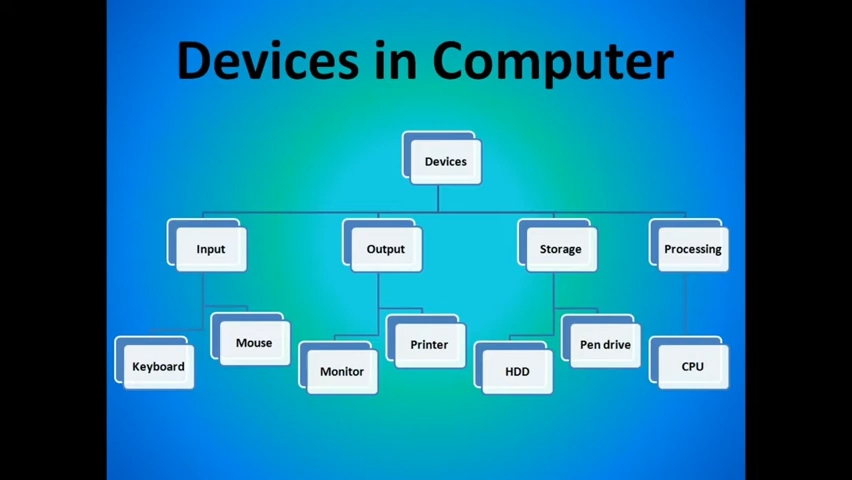 Devices in Computer
Devices
Input
Output
Storage
Processing
Keyboard
Mouse
Monitor
Printer
HDD
Pen drive
CPU